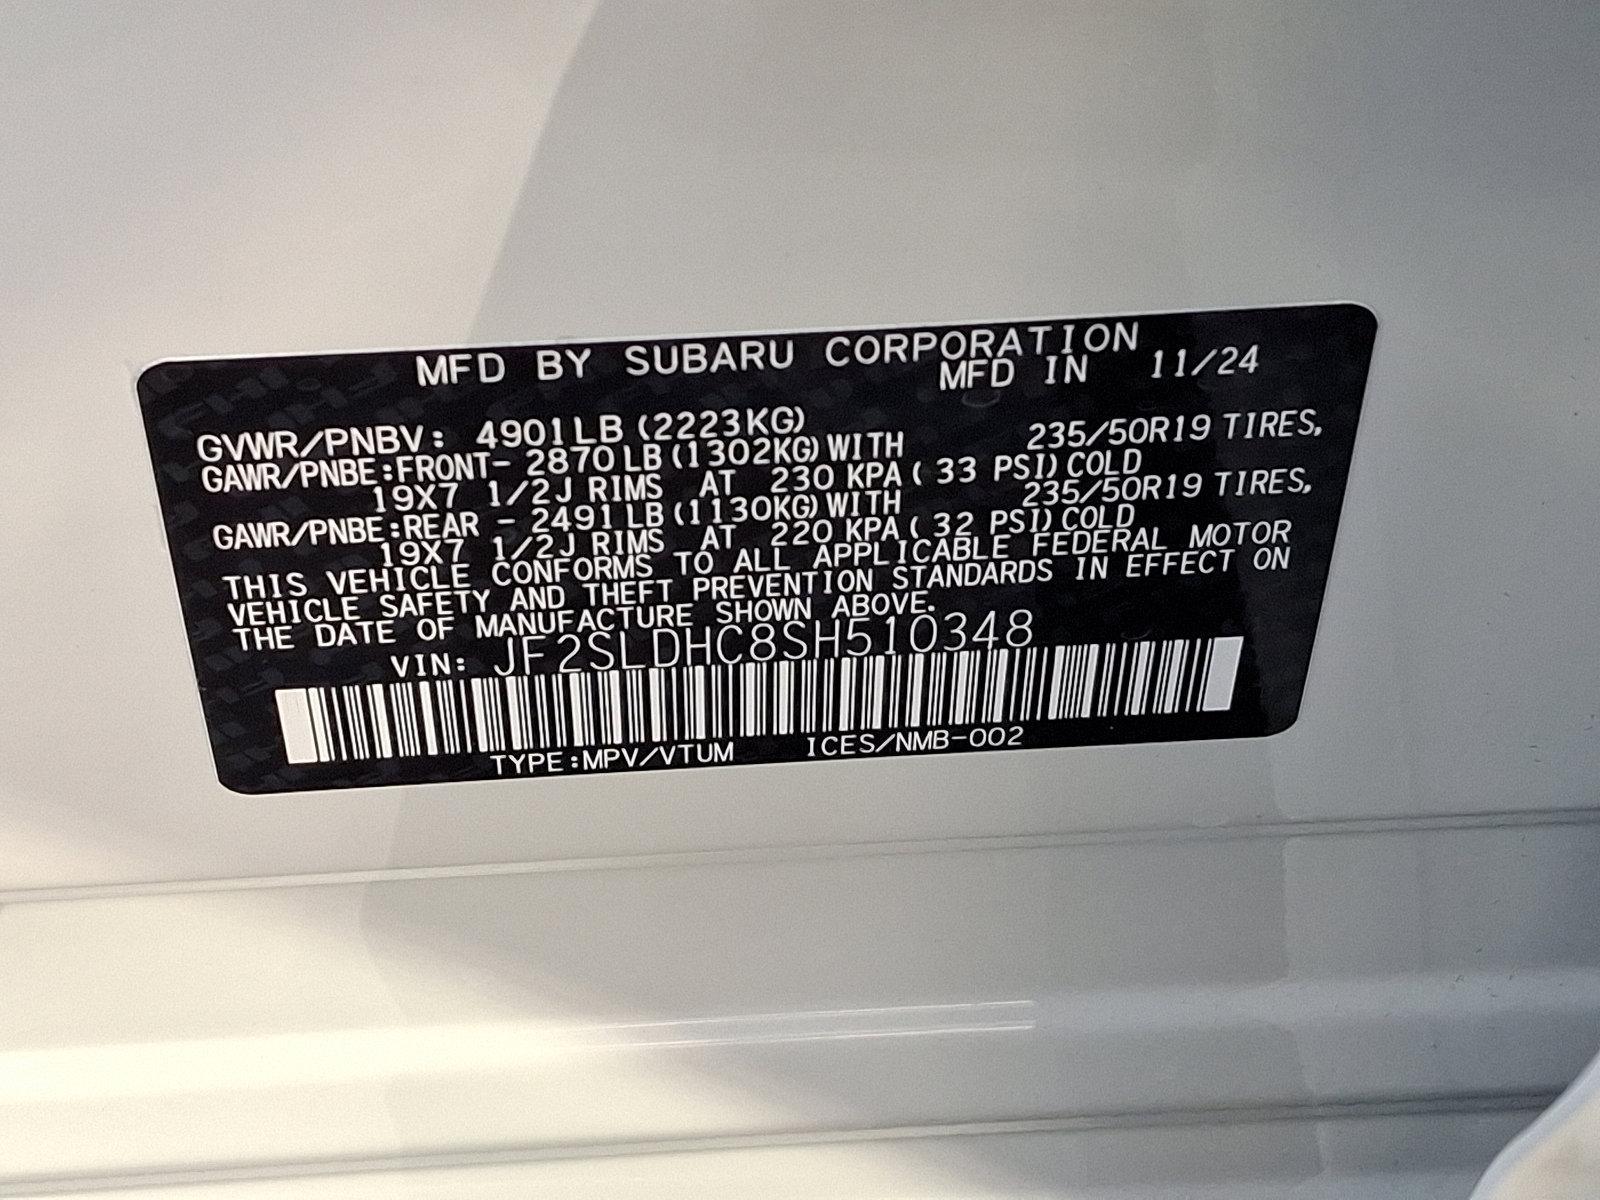 MFD BY SUBARU CORPORATION
MFD IN 11/24
GVWR/PNBV: 4901LB (2223KG)
GAWR/PNBE:FRONT- 2870LB(1302KG)WITH 235/50R19 TIRES,
19X7 1/2J RIMS AT 230 KPA( 33 PSI)COLD
GAWR/PNBE:REAR - 2491LB(1130KG)WITH 235/50R19 TIRES,
19X7 1/2J RIMS AT 220 KPA( 32 PSI)COLD
THIS VEHICLE CONFORMS TO ALL APPLICABLE FEDERAL MOTOR
VEHICLE SAFETY AND THEFT PREVENTION STANDARDS IN EFFECT ON
THE DATE OF MANUFACTURE SHOWN ABOVE.
VIN: JF2SLDHC8SH510348
TYPE:MPV/VTUM ICES/NMB-002